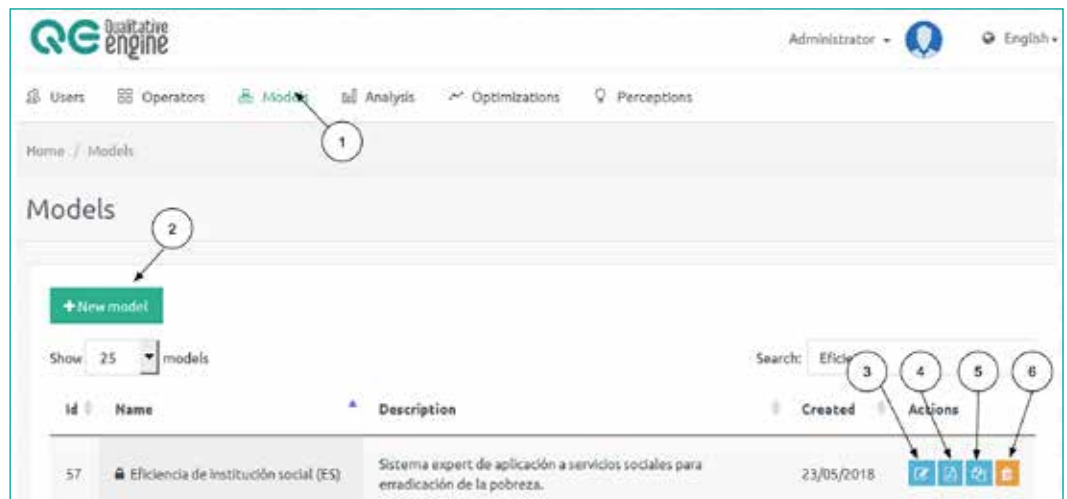 QE Qualitative engine
Administrator
English
Users Operators Models Analysis Optimizations Perceptions
1
Home / Models
Models
2
+New model
Show 25 models
Search: Eficie
3 4 5 6
Id Name Description Created Actions
57 Eficiencia de institución social (ES) Sistema expert de aplicación a servicios sociales para erradicación de la pobreza. 23/05/2018